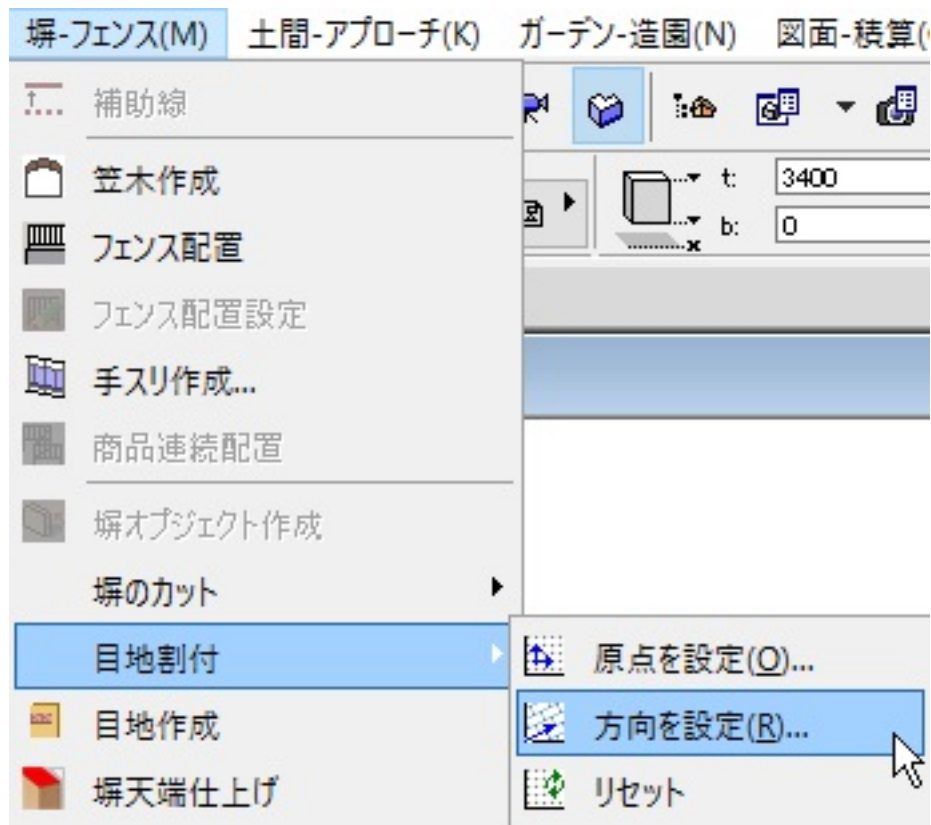 塀-フェンス(M) 土間-アプローチ(K) ガーデン-造園(N) 図面-積算(
補助線
笠木作成
t: 3400
フェンス配置
b: 0
フェンス配置設定
手スリ作成...
商品連続配置
塀オブジェクト作成
塀のカット
目地割付
原点を設定(O)...
目地作成
方向を設定(R)...
塀天端仕上げ
リセット